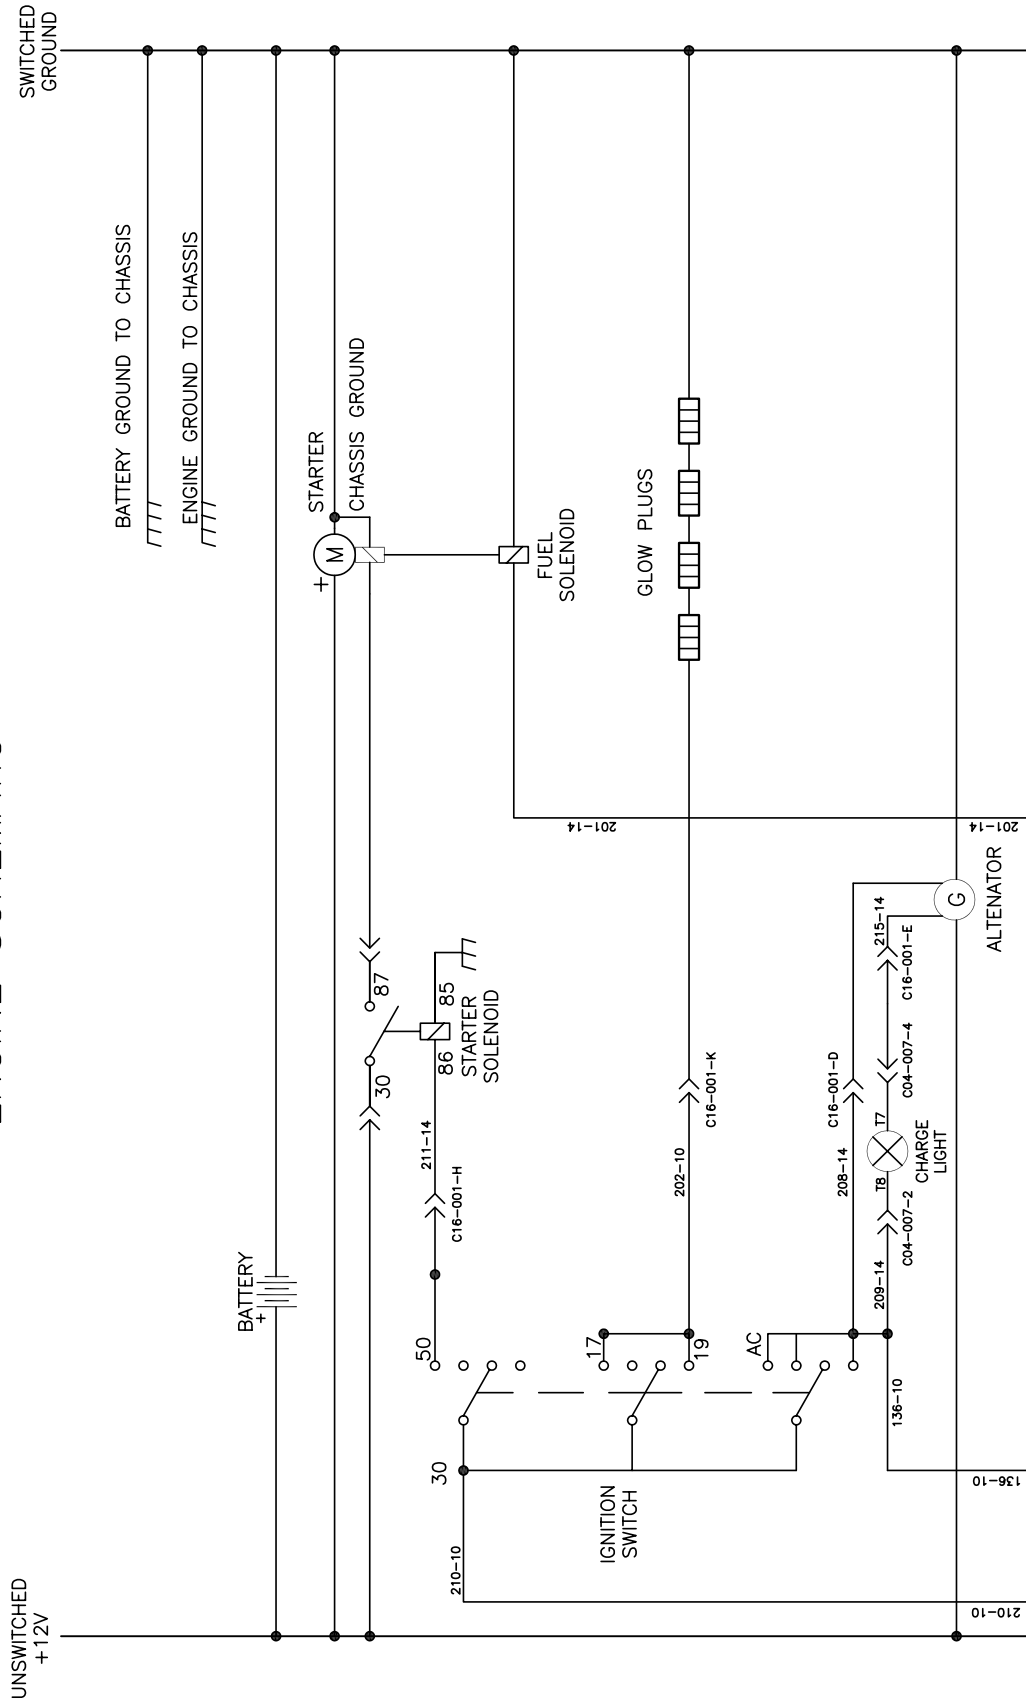 SWITCHED
GROUND
BATTERY GROUND TO CHASSIS
ENGINE GROUND TO CHASSIS
STARTER
CHASSIS GROUND
M
+
FUEL
SOLENOID
GLOW PLUGS
201-14
201-14
ALTENATOR
G
215-14
C16-001-E
87
85
86
30
STARTER
SOLENOID
211-14
C16-001-H
C16-001-K
202-10
C16-001-D
208-14
C04-007-4
T7
CHARGE
LIGHT
T8
C04-007-2
209-14
BATTERY
+
50
17
19
AC
136-10
136-10
30
IGNITION
SWITCH
210-10
210-10
UNSWITCHED
+12V